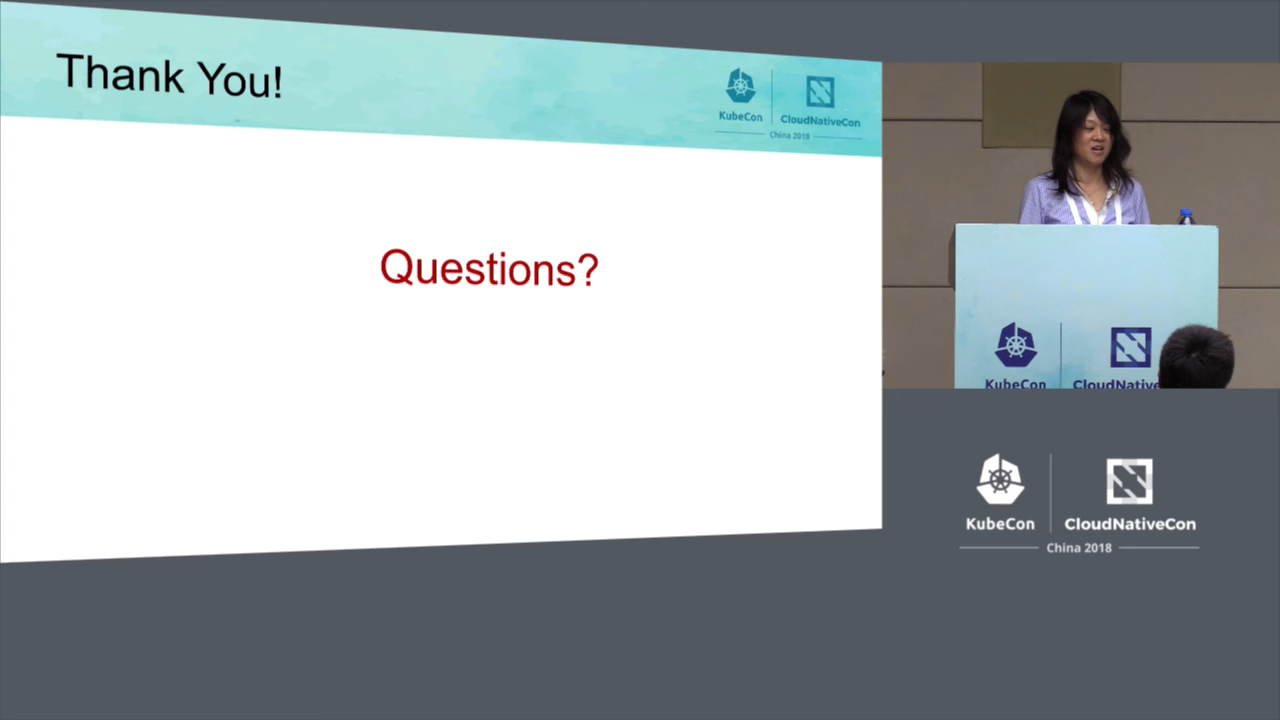 Thank You!
KubeCon
CloudNativeCon
China 2018
Questions?
KubeCon
CloudNative
KubeCon
CloudNativeCon
China 2018